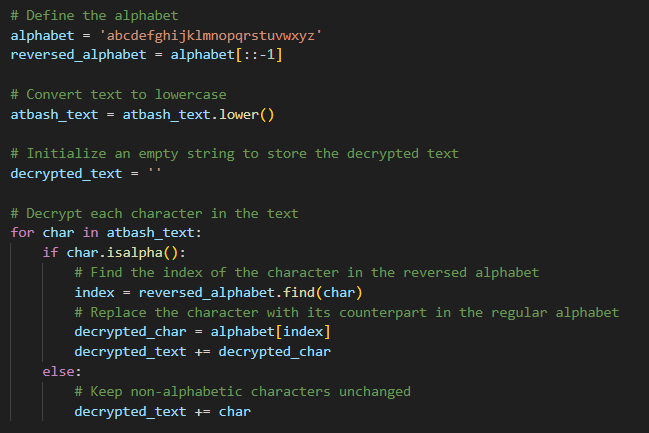 # Define the alphabet
alphabet = 'abcdefghijklmnopqrstuvwxyz'
reversed_alphabet = alphabet[::-1]

# Convert text to lowercase
atbash_text = atbash_text.lower()

# Initialize an empty string to store the decrypted text
decrypted_text = ''

# Decrypt each character in the text
for char in atbash_text:
    if char.isalpha():
        # Find the index of the character in the reversed alphabet
        index = reversed_alphabet.find(char)
        # Replace the character with its counterpart in the regular alphabet
        decrypted_char = alphabet[index]
        decrypted_text += decrypted_char
    else:
        # Keep non-alphabetic characters unchanged
        decrypted_text += char